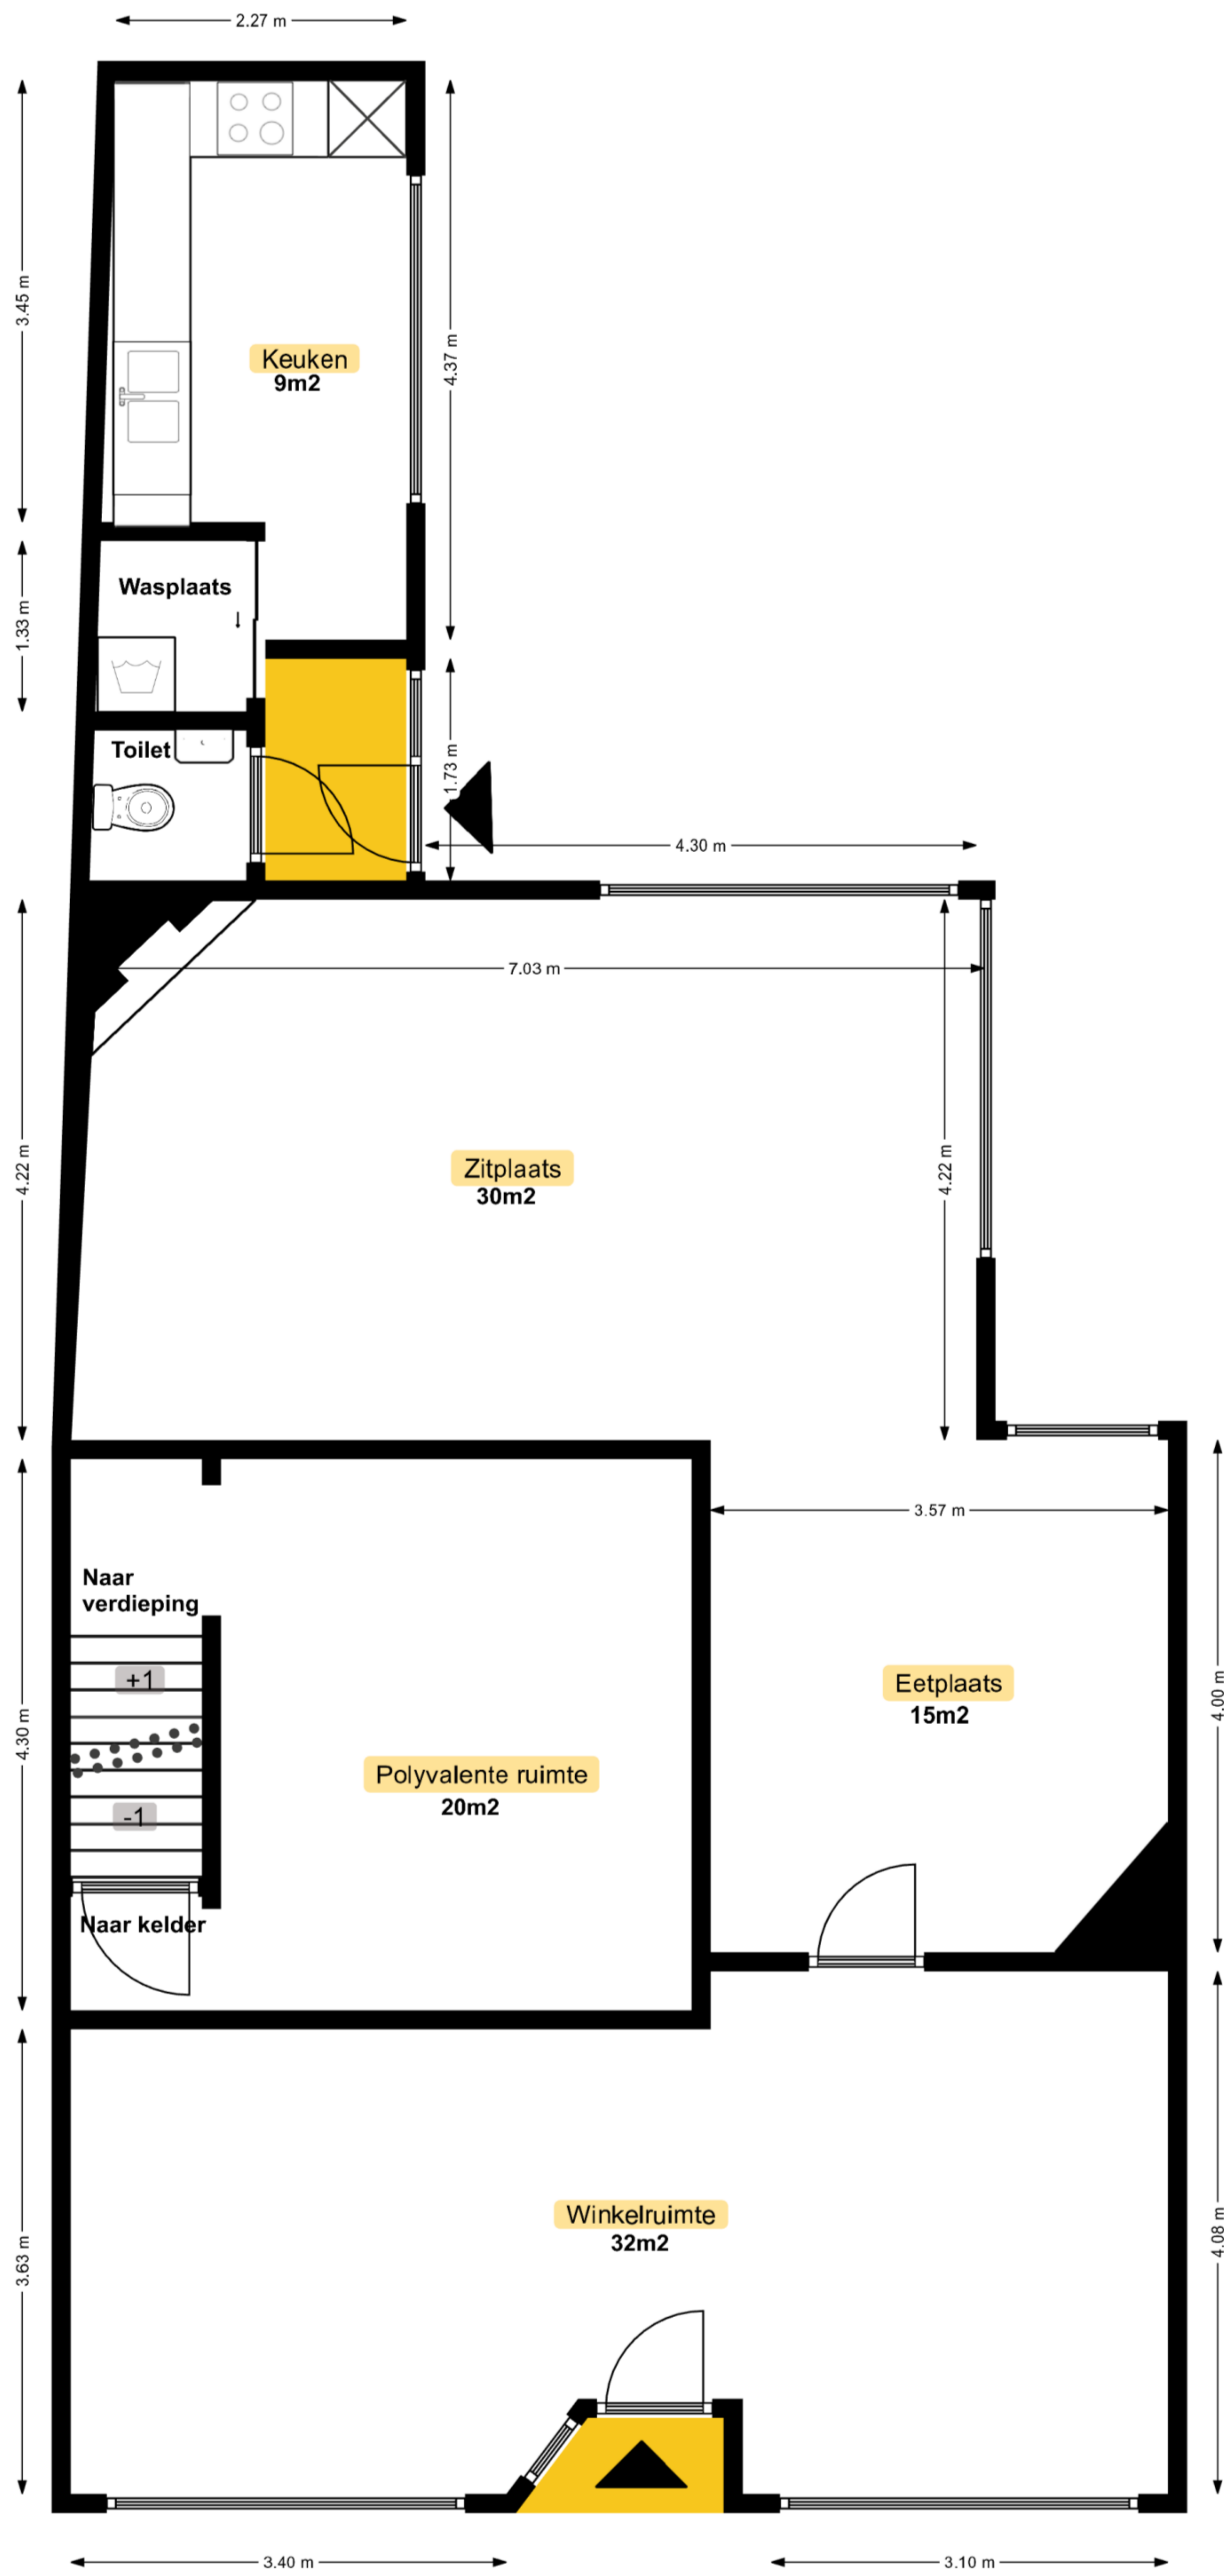 2.27 m
3.45 m
4.37 m
Keuken
9m2
1.33 m
Wasplaats
Toilet
1.73 m
4.30 m
7.03 m
4.22 m
4.22 m
Zitplaats
30m2
3.57 m
Naar
verdieping
+1
-1
Naar kelder
4.30 m
Polyvalente ruimte
20m2
Eetplaats
15m2
4.00 m
Winkelruimte
32m2
3.63 m
4.08 m
3.40 m
3.10 m